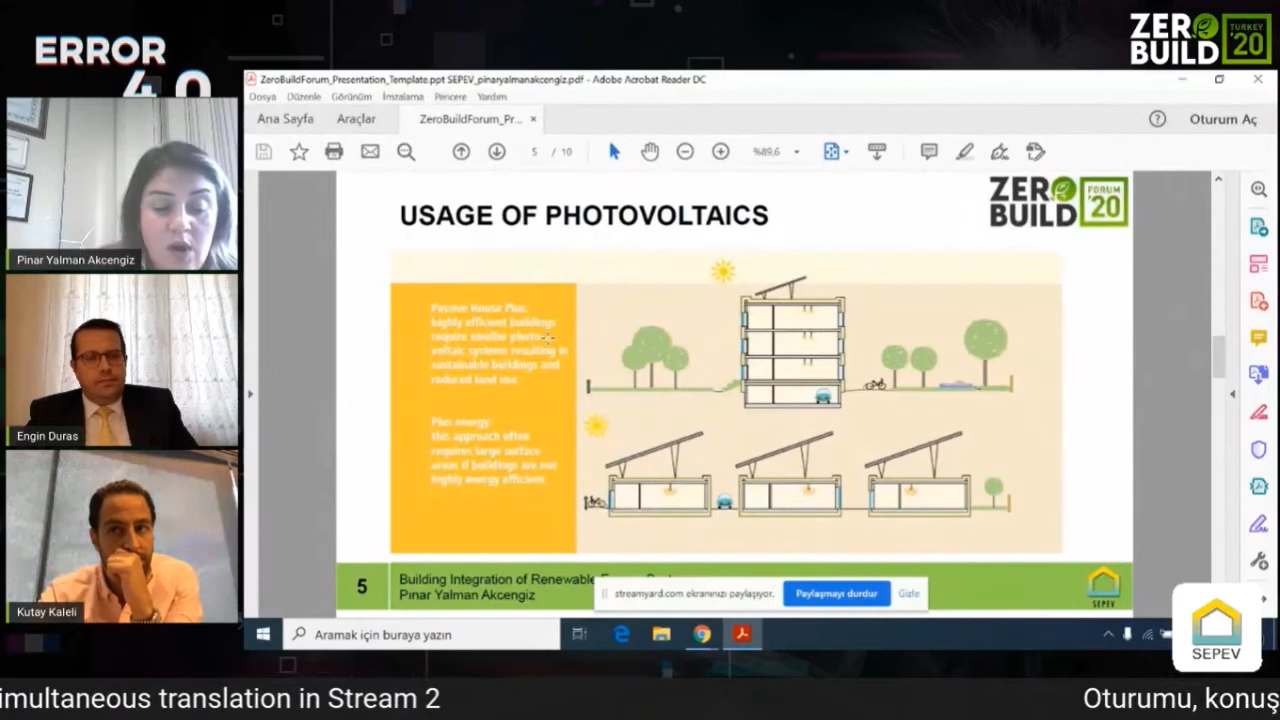 ERROR
4.0
ZERO
BUILD
TURKEY
'20
ZeroBuildForum_Presentation_Template.ppt SEPEV_pinaryalmanakcengiz.pdf - Adobe Acrobat Reader DC
Dosya Düzenle Görünüm İmzalama Pencere Yardım
Ana Sayfa Araçlar ZeroBuildForum_Pr... × Oturum Aç
5 / 10 %89,6
USAGE OF PHOTOVOLTAICS
ZERO
BUILD
FORUM
'20
Passive House Plus:
highly efficient buildings
require smaller photo-
voltaic systems resulting in
sustainable buildings and
reduced land use.
Plus energy:
this approach often
requires large surface
areas if buildings are not
highly energy efficient.
5
Building Integration of Renewable
Pınar Yalman Akcengiz
SEPEV
streamyard.com ekranınızı paylaşıyor. Paylaşmayı durdur Gizle
Aramak için buraya yazın
Pinar Yalman Akcengiz
Engin Duras
Kutay Kaleli
SEPEV
imultaneous translation in Stream 2
Oturumu, konuş